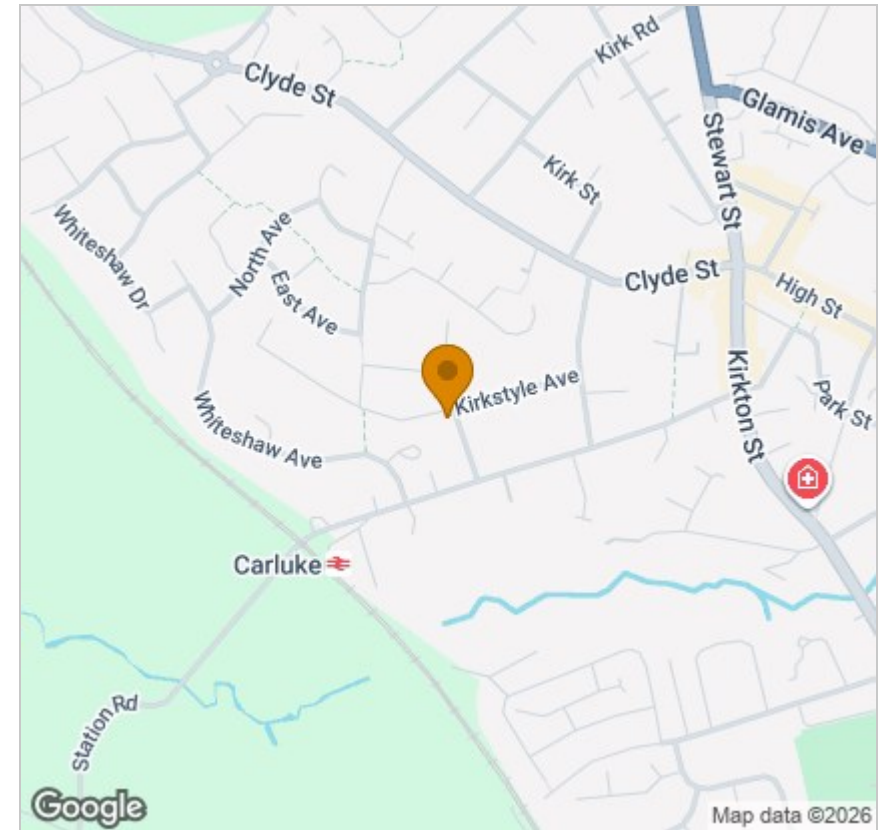 Kirk Rd
Clyde St
Glamis Ave
Stewart St
Kirk St
Whiteshaw Dr
North Ave
East Ave
Clyde St
High St
Kirkstyle Ave
Kirkton St
Park St
Whiteshaw Ave
Carluke
Station Rd
Google
Map data ©2026